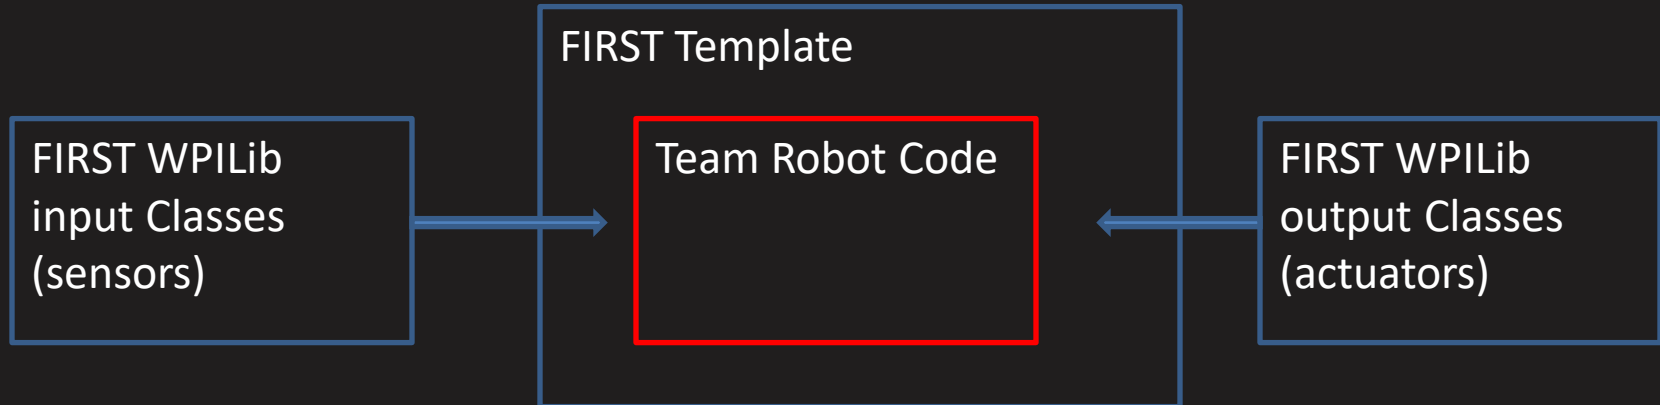 FIRST Template
FIRST WPILib
input Classes
(sensors)
Team Robot Code
FIRST WPILib
output Classes
(actuators)